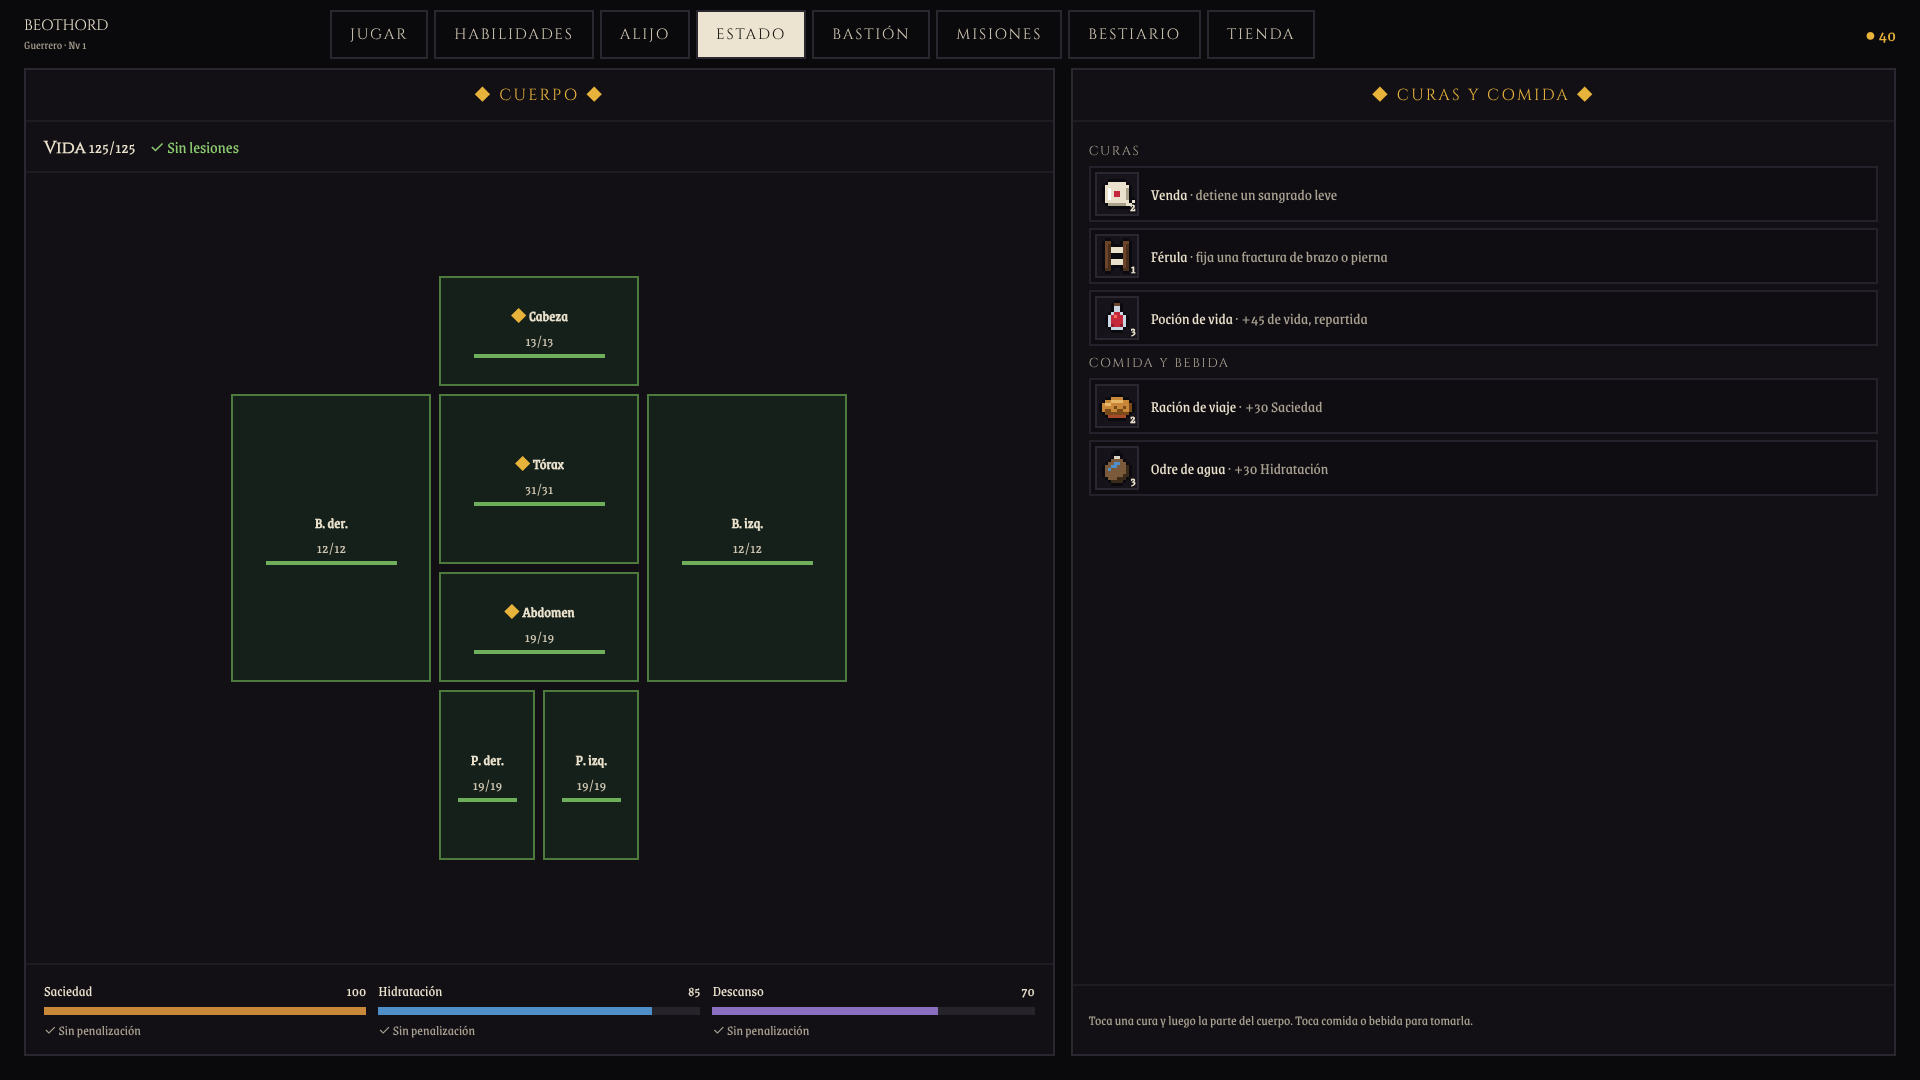 BEOTHORD
Guerrero · Nv 1
JUGAR
HABILIDADES
ALIJO
ESTADO
BASTIÓN
MISIONES
BESTIARIO
TIENDA
40
CUERPO
VIDA 125/125 ✓ Sin lesiones
Cabeza
13/13
Tórax
31/31
B. der.
12/12
B. izq.
12/12
Abdomen
19/19
P. der.
19/19
P. izq.
19/19
Saciedad 100
✓ Sin penalización
Hidratación 85
✓ Sin penalización
Descanso 70
✓ Sin penalización
CURAS Y COMIDA
CURAS
2
Venda · detiene un sangrado leve
1
Férula · fija una fractura de brazo o pierna
3
Poción de vida · +45 de vida, repartida
COMIDA Y BEBIDA
2
Ración de viaje · +30 Saciedad
3
Odre de agua · +30 Hidratación
Toca una cura y luego la parte del cuerpo. Toca comida o bebida para tomarla.